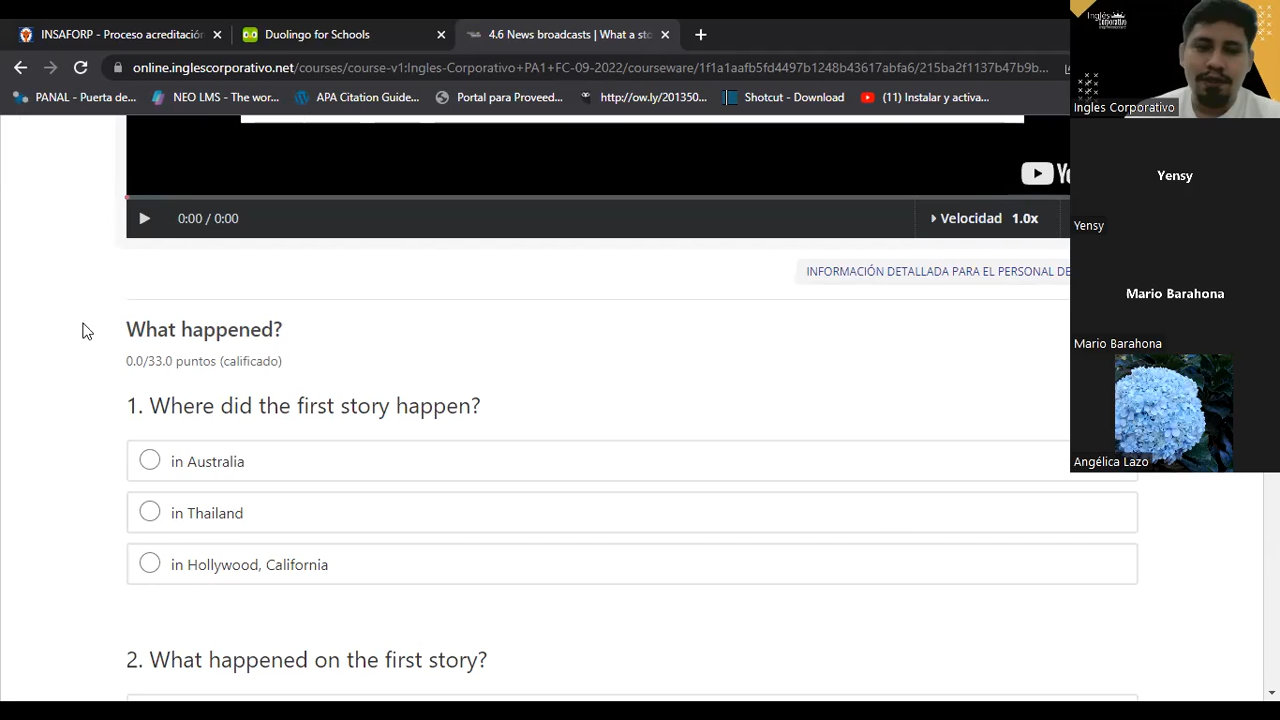 INSAFORP - Proceso acreditación
Duolingo for Schools
4.6 News broadcasts | What a sto
online.inglescorporativo.net/courses/course-v1:Ingles-Corporativo+PA1+FC-09-2022/courseware/1f1a1aafb5fd4497b1248b43617abfa6/215ba2f1137b47b9b...
PANAL - Puerta de...
NEO LMS - The wor...
APA Citation Guide...
Portal para Proveed...
http://ow.ly/201350...
Shotcut - Download
(11) Instalar y activa...
0:00 / 0:00
Velocidad 1.0x
INFORMACIÓN DETALLADA PARA EL PERSONAL DE
What happened?
0.0/33.0 puntos (calificado)
1. Where did the first story happen?
in Australia
in Thailand
in Hollywood, California
2. What happened on the first story?
Inglés
Corporativo
Ingles Corporativo
Yensy
Yensy
Mario Barahona
Mario Barahona
Angélica Lazo